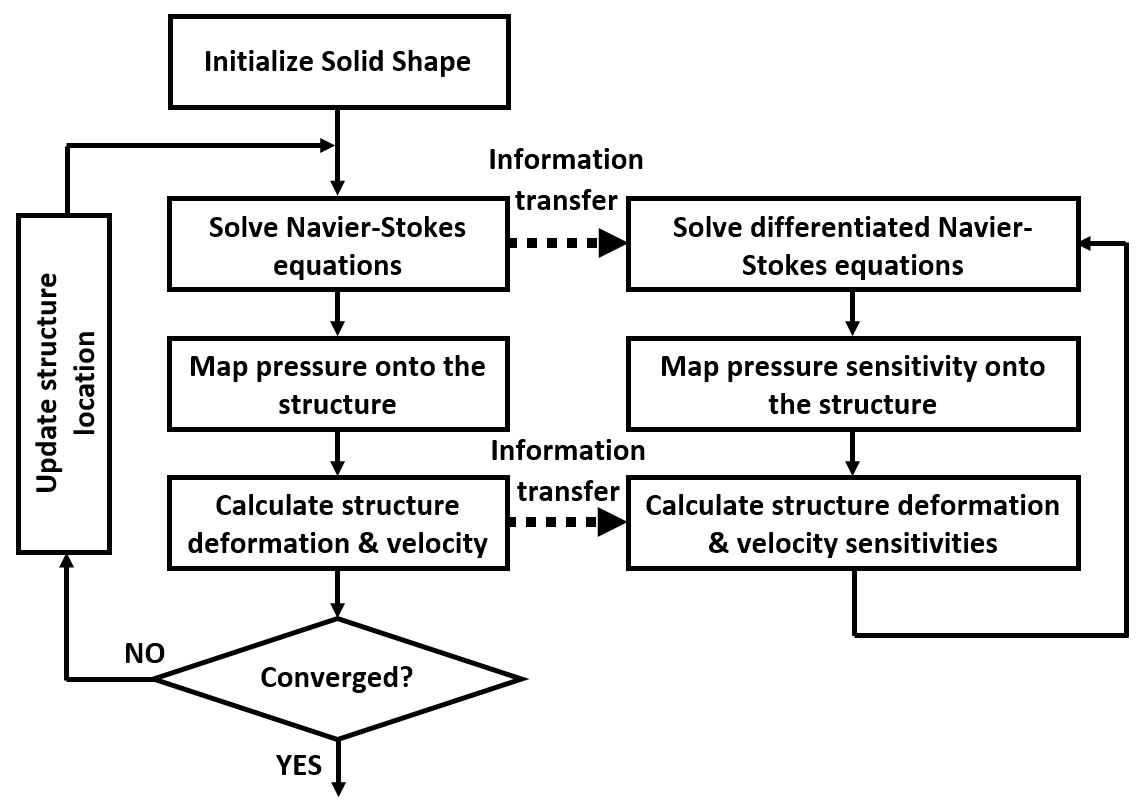 Initialize Solid Shape
Information
transfer
Solve Navier-Stokes
equations
Solve differentiated Navier-
Stokes equations
Update structure
location
Map pressure onto the
structure
Map pressure sensitivity onto
the structure
Information
transfer
Calculate structure
deformation & velocity
Calculate structure deformation
& velocity sensitivities
NO
Converged?
YES